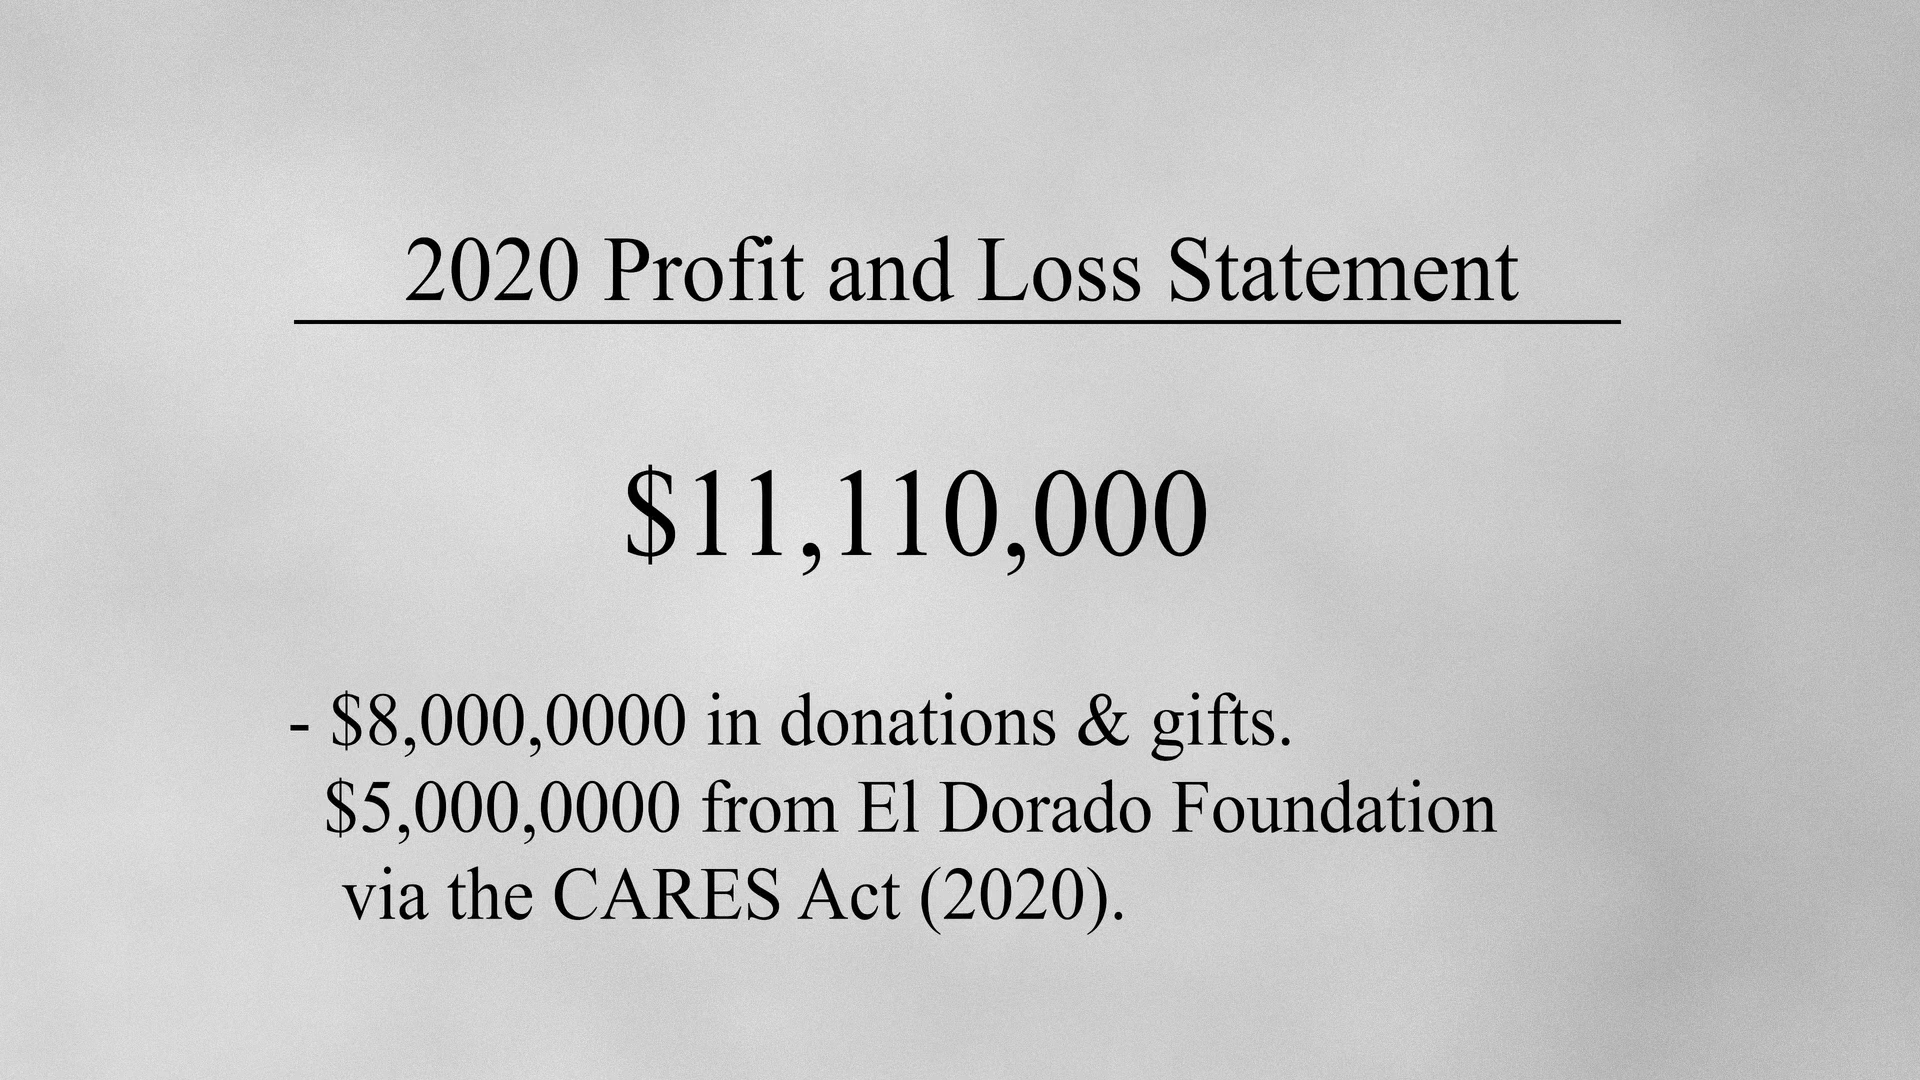 2020 Profit and Loss Statement
$11,110,000
- $8,000,0000 in donations & gifts.
$5,000,0000 from El Dorado Foundation
via the CARES Act (2020).